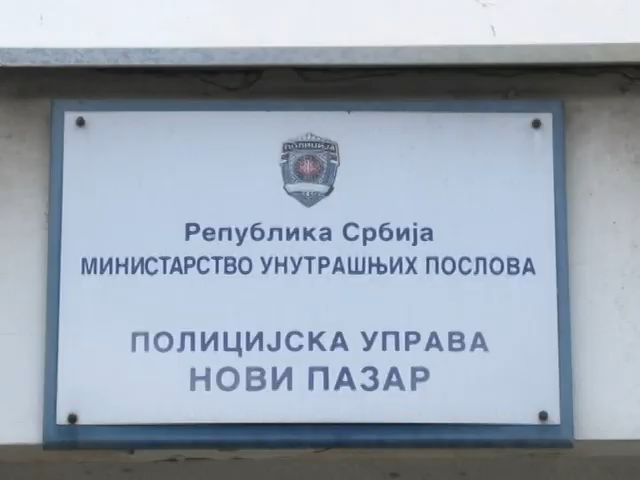 ПОЛИЦИЈА
Република Србија
МИНИСТАРСТВО УНУТРАШЊИХ ПОСЛОВА
ПОЛИЦИЈСКА УПРАВА
НОВИ ПАЗАР